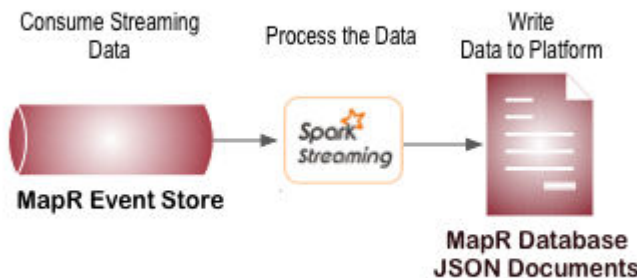 Consume Streaming
Data
Process the Data
Write
Data to Platform
Spark
Streaming
MapR Event Store
MapR Database
JSON Documents